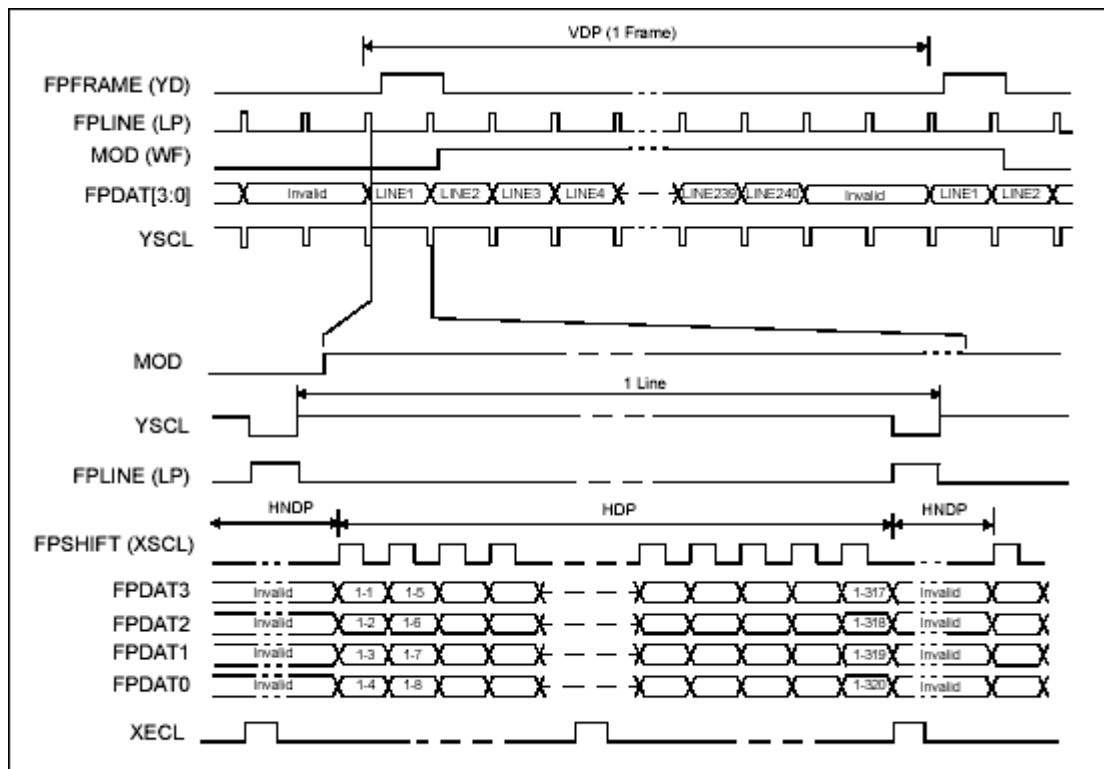 VDP (1 Frame)
FPFRAME (YD)
FPLINE (LP)
MOD (WF)
FPDAT[3:0] Invalid LINE1 LINE2 LINE3 LINE4 LINE239 LINE240 Invalid LINE1 LINE2
YSCL
MOD
1 Line
YSCL
FPLINE (LP)
HNDP HDP HNDP
FPSHIFT (XSCL)
FPDAT3 Invalid 1-1 1-5 1-317 Invalid
FPDAT2 Invalid 1-2 1-6 1-318 Invalid
FPDAT1 Invalid 1-3 1-7 1-319 Invalid
FPDAT0 Invalid 1-4 1-8 1-320 Invalid
XECL